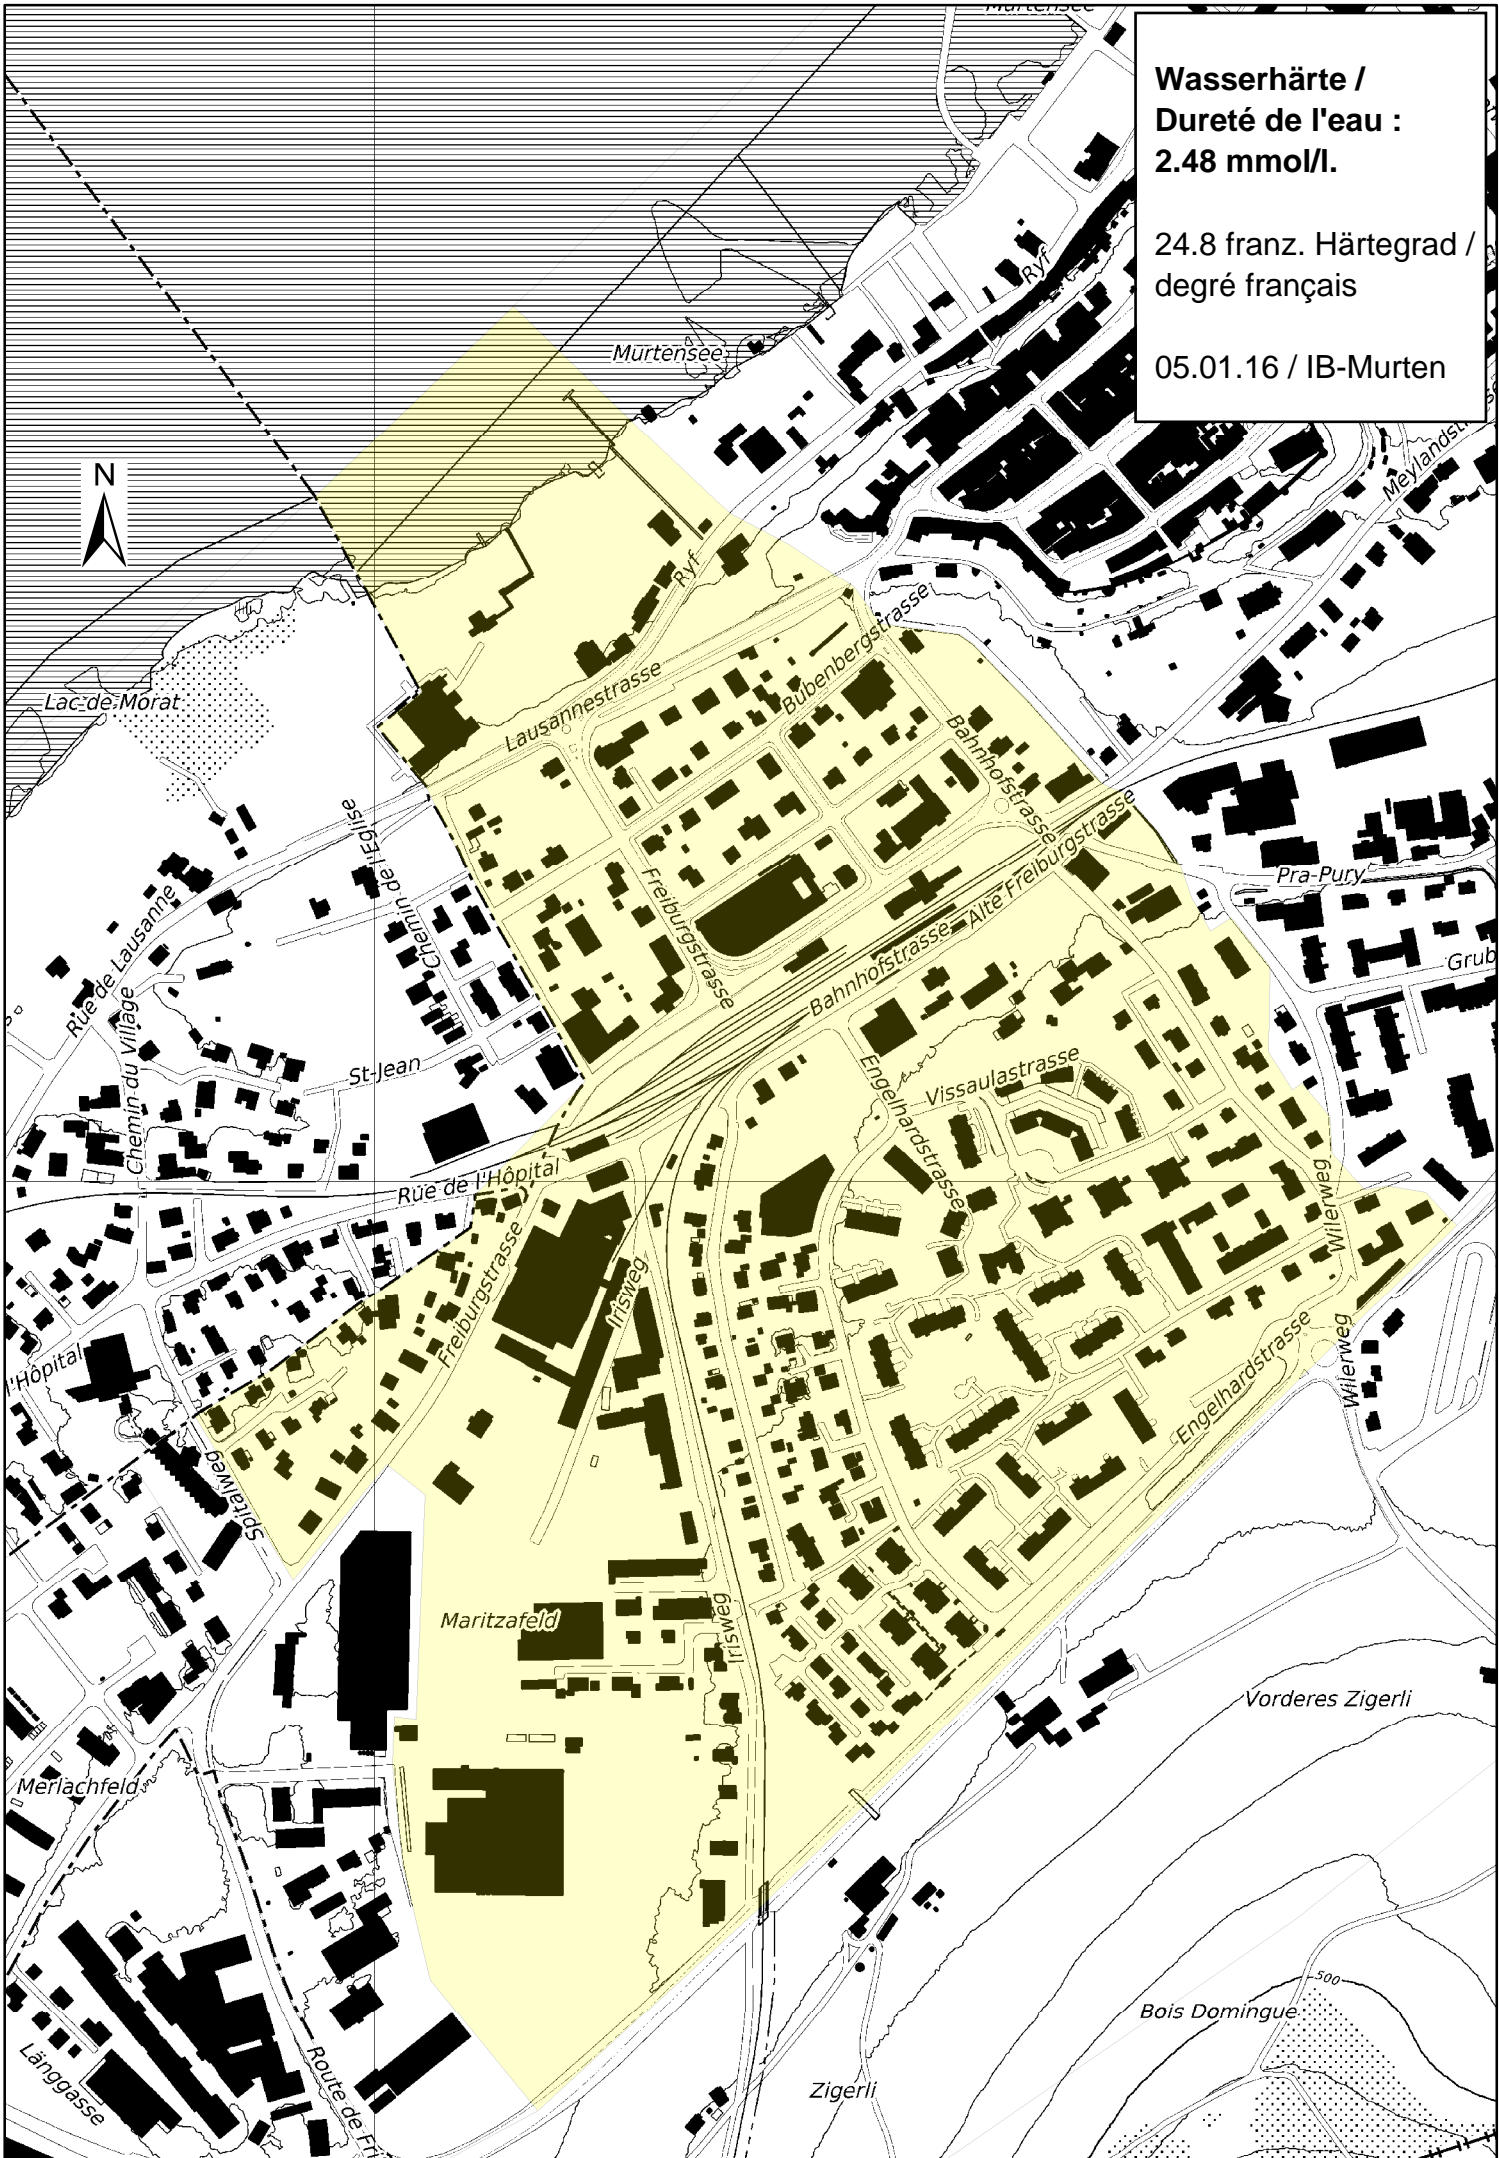 Murtensee
Wasserhärte /
Dureté de l'eau :
2.48 mmol/l.
24.8 franz. Härtegrad /
degré français
05.01.16 / IB-Murten
Ryf
Murtensee
N
Ryf
Bubenbergstrasse
Lac-de-Morat
Lausannestrasse
Bahnhofstrasse
Chemin de l'Eglise
Alte Freiburgstrasse
Pra-Pury
Freiburgstrasse
Rue de Lausanne
Bahnhofstrasse
Grub
Chemin du Village
St-Jean
Engelhardstrasse
Vissaulastrasse
Rue de l'Hôpital
Wilerweg
Freiburgstrasse
Irisweg
l'Hôpital
Wilerweg
Engelhardstrasse
Spitalweg
Maritzafeld
Irisweg
Vorderes Zigerli
Merlachfeld
500
Bois Domingue
Länggasse
Route de Fri
Zigerli